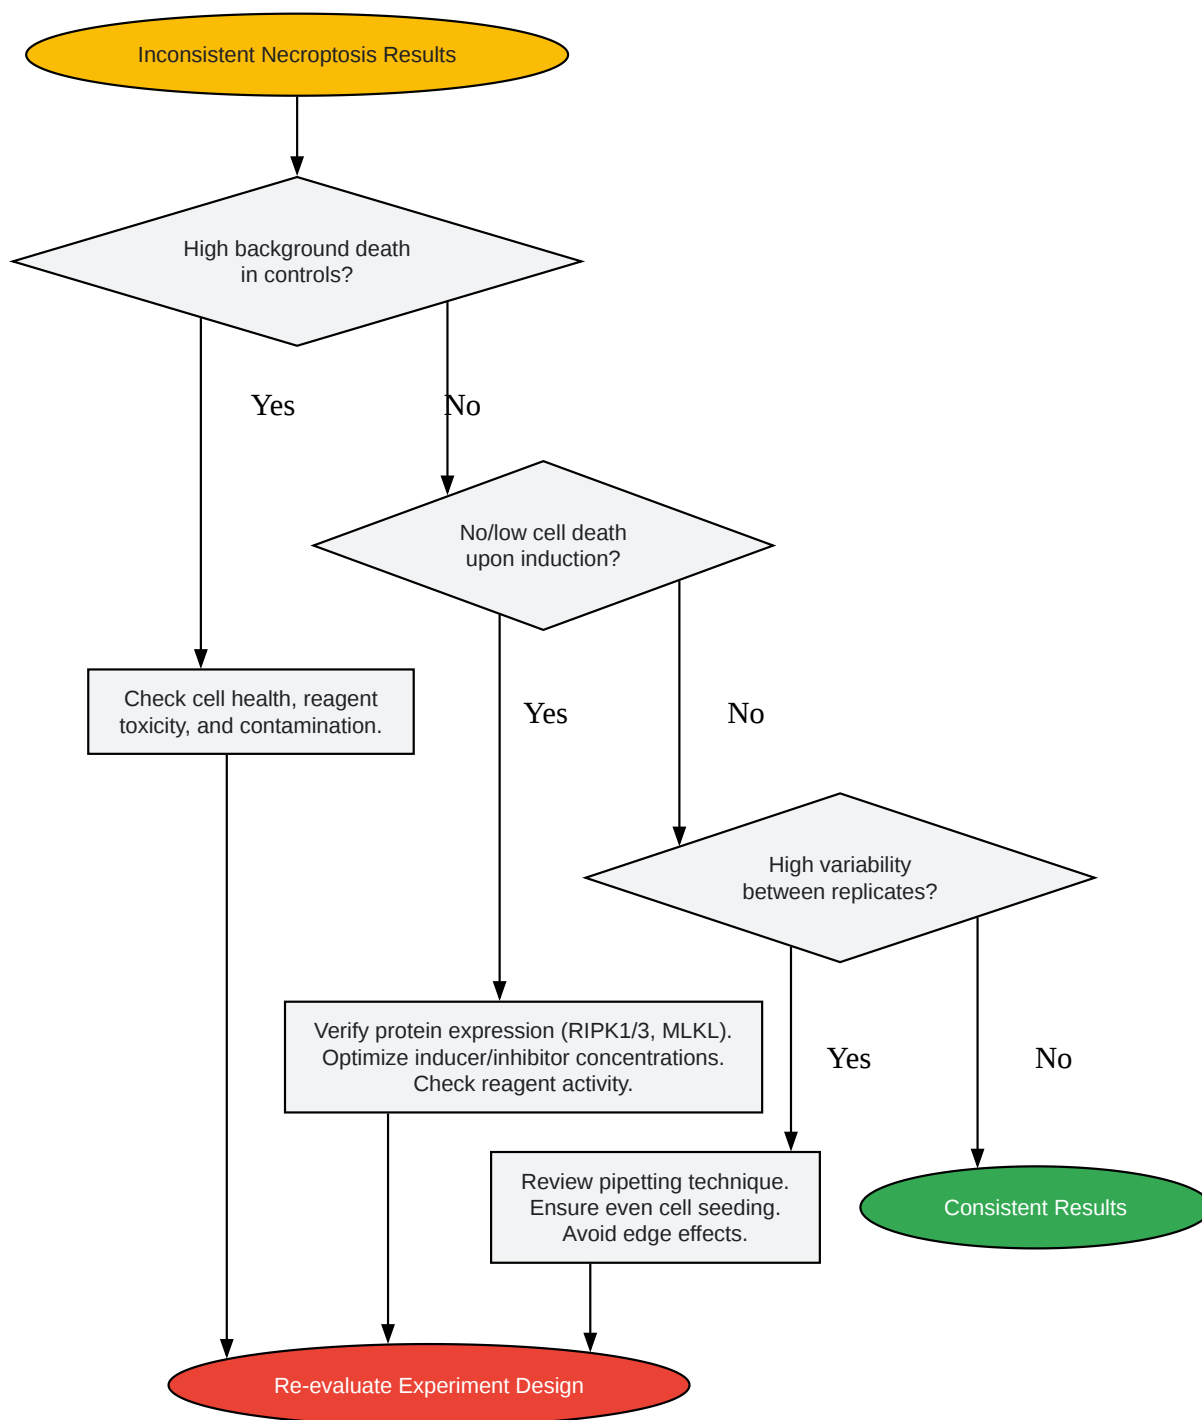 Inconsistent Necroptosis Results
High background death
in controls?
Yes
No
No/low cell death
upon induction?
Check cell health, reagent
toxicity, and contamination.
Yes
No
High variability
between replicates?
Verify protein expression (RIPK1/3, MLKL).
Optimize inducer/inhibitor concentrations.
Check reagent activity.
Yes
No
Review pipetting technique.
Ensure even cell seeding.
Avoid edge effects.
Consistent Results
Re-evaluate Experiment Design